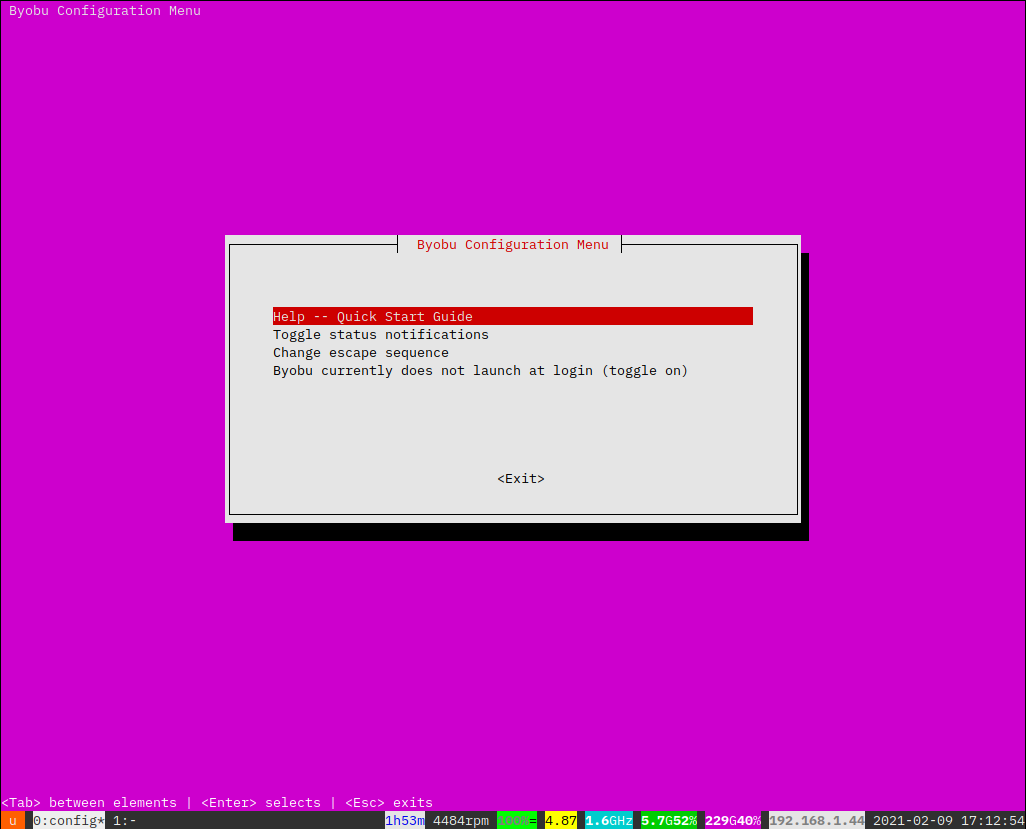 Byobu Configuration Menu
Byobu Configuration Menu
Help -- Quick Start Guide
Toggle status notifications
Change escape sequence
Byobu currently does not launch at login (toggle on)
<Exit>
<Tab> between elements | <Enter> selects | <Esc> exits
u 0:config* 1:- 1h53m 4484rpm 100%= 4.87 1.6GHz 5.7G52% 229G40% 192.168.1.44 2021-02-09 17:12:54